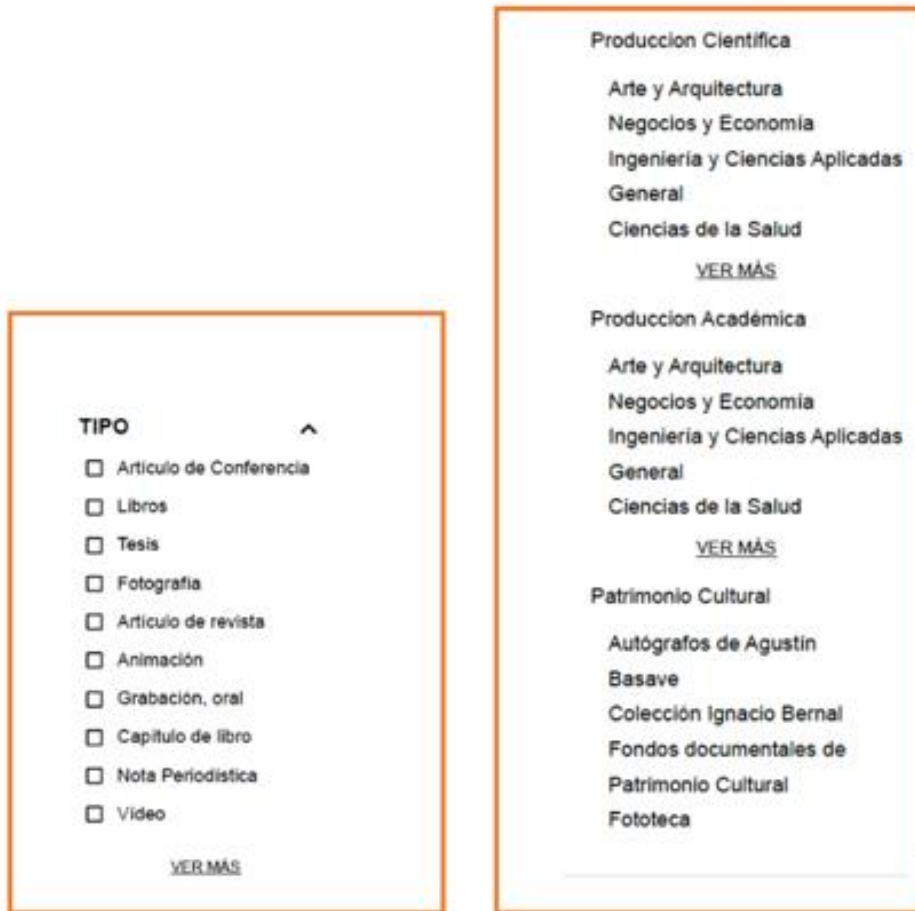 TIPO
Artículo de Conferencia
Libros
Tesis
Fotografía
Artículo de revista
Animación
Grabación, oral
Capítulo de libro
Nota Periodística
Vídeo
VER MÁS
Produccion Científica
Arte y Arquitectura
Negocios y Economía
Ingeniería y Ciencias Aplicadas
General
Ciencias de la Salud
VER MÁS
Produccion Académica
Arte y Arquitectura
Negocios y Economía
Ingeniería y Ciencias Aplicadas
General
Ciencias de la Salud
VER MÁS
Patrimonio Cultural
Autógrafos de Agustín
Basave
Colección Ignacio Bernal
Fondos documentales de
Patrimonio Cultural
Fototeca